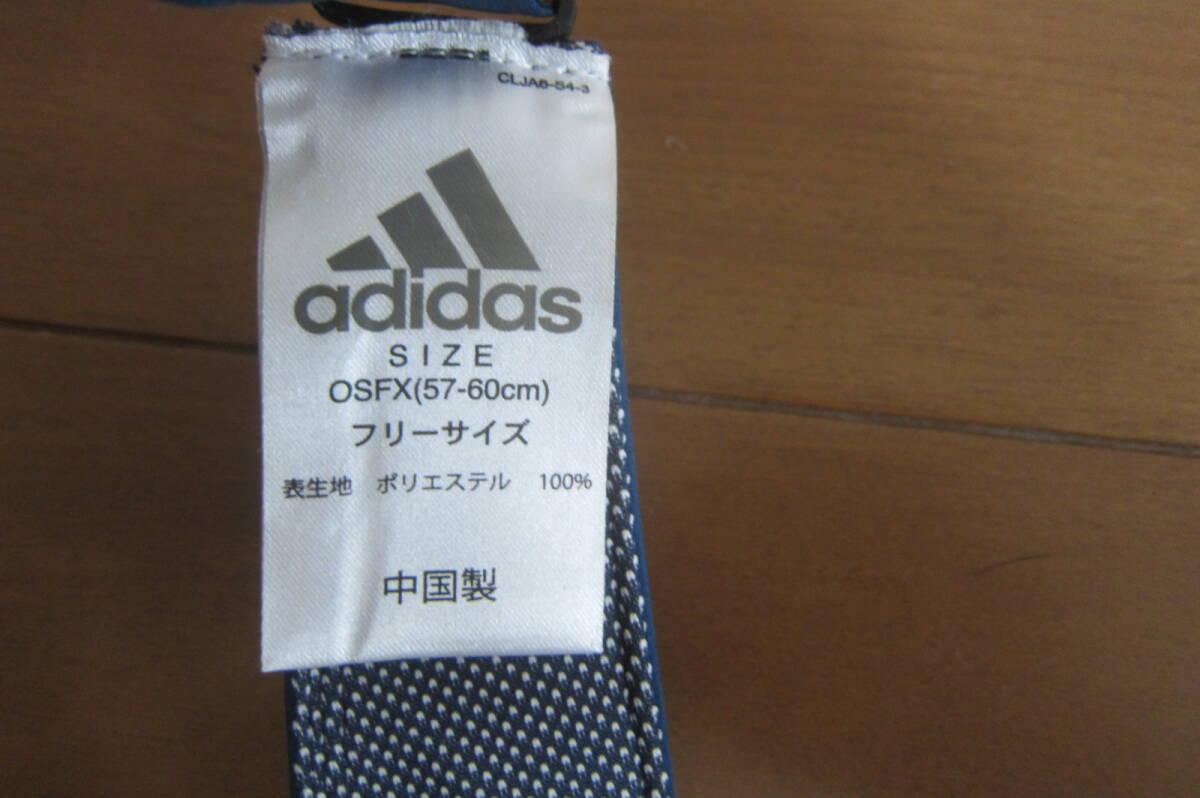 CLJA6-54-3
adidas
SIZE
OSFX(57-60cm)
フリーサイズ
表生地 ポリエステル 100%
中国製